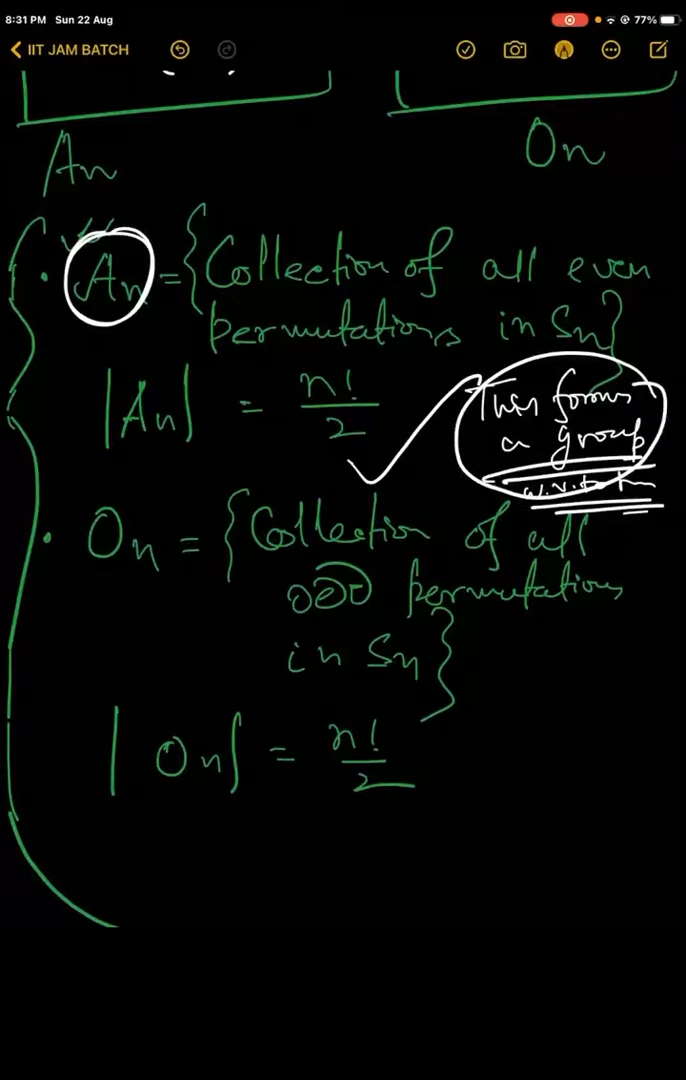 8:31 PM Sun 22 Aug
77%
IIT JAM BATCH
An
On
An = {Collection of all even
permutations in Sn}
|An| = n!/2
This forms
a group
w.r.to
On = {Collection of all
ODD permutations
in Sn}
|On| = n!/2